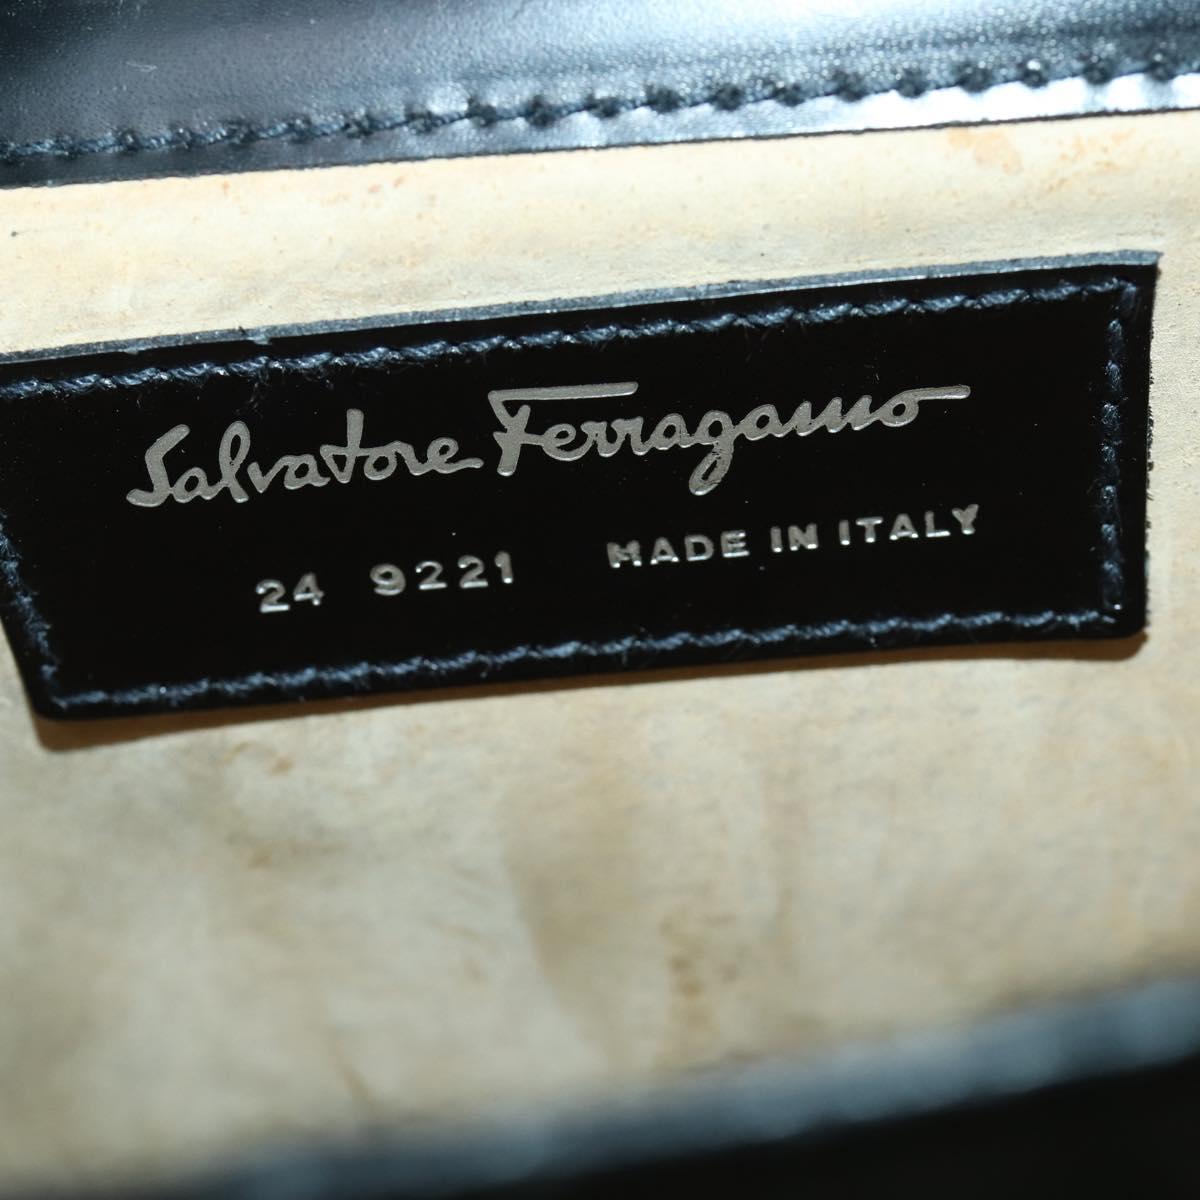 Salvatore Ferragamo
24 9221 MADE IN ITALY